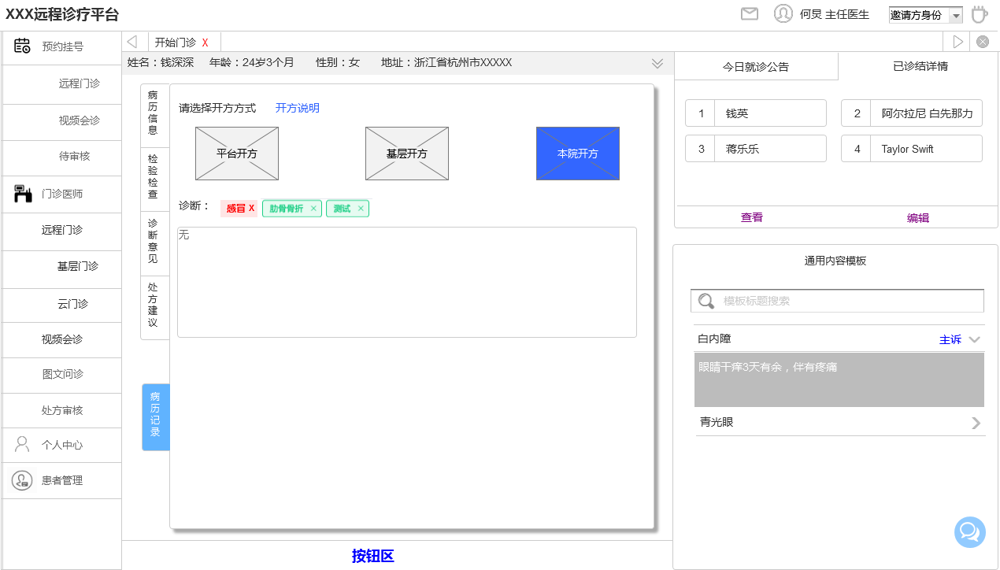 XXX远程诊疗平台
何炅 主任医生
邀请方身份
预约挂号
远程门诊
视频会诊
待审核
门诊医师
远程门诊
基层门诊
云门诊
视频会诊
图文问诊
处方审核
个人中心
患者管理
开始门诊 X
姓名：钱深深 年龄：24岁3个月 性别：女 地址：浙江省杭州市XXXXX
病历信息
检验检查
诊断意见
处方建议
病历记录
请选择开方方式 开方说明
平台开方 基层开方 本院开方
诊断： 感冒 X 肋骨骨折 × 测试 ×
无
按钮区
今日就诊公告 已诊结详情
1 钱英 2 阿尔拉尼 白先那力
3 蒋乐乐 4 Taylor Swift
查看 编辑
通用内容模板
模板标题搜索
白内障 主诉
眼睛干痒3天有余，伴有疼痛
青光眼